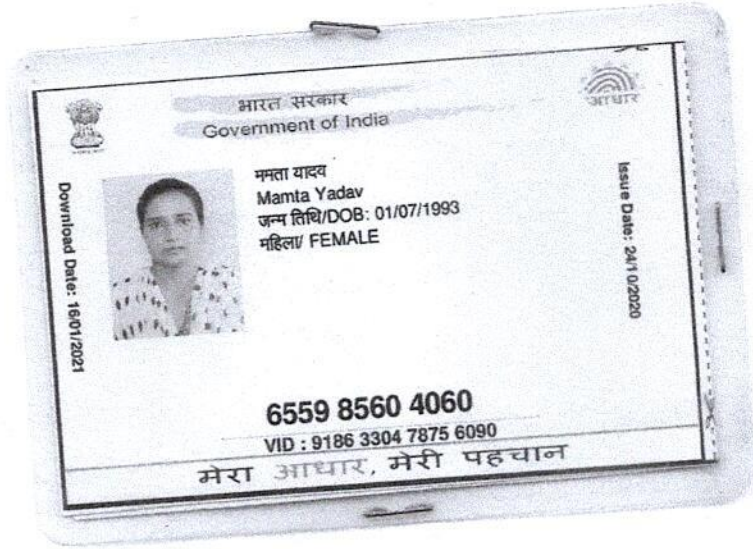 भारत सरकार
Government of India
आधार
ममता यादव
Mamta Yadav
जन्म तिथि/DOB: 01/07/1993
महिला/ FEMALE
Download Date: 16/01/2021
Issue Date: 24/10/2020
6559 8560 4060
VID : 9186 3304 7875 6090
मेरा आधार, मेरी पहचान